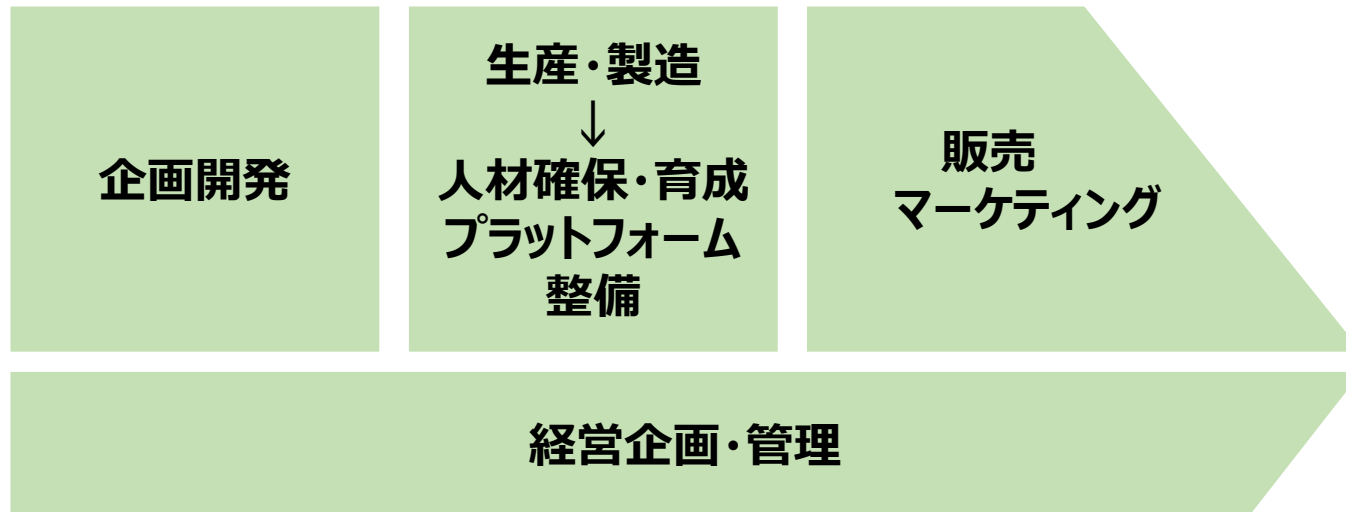 企画開発
生産・製造
↓
人材確保・育成
プラットフォーム
整備
販売
マーケティング
経営企画・管理